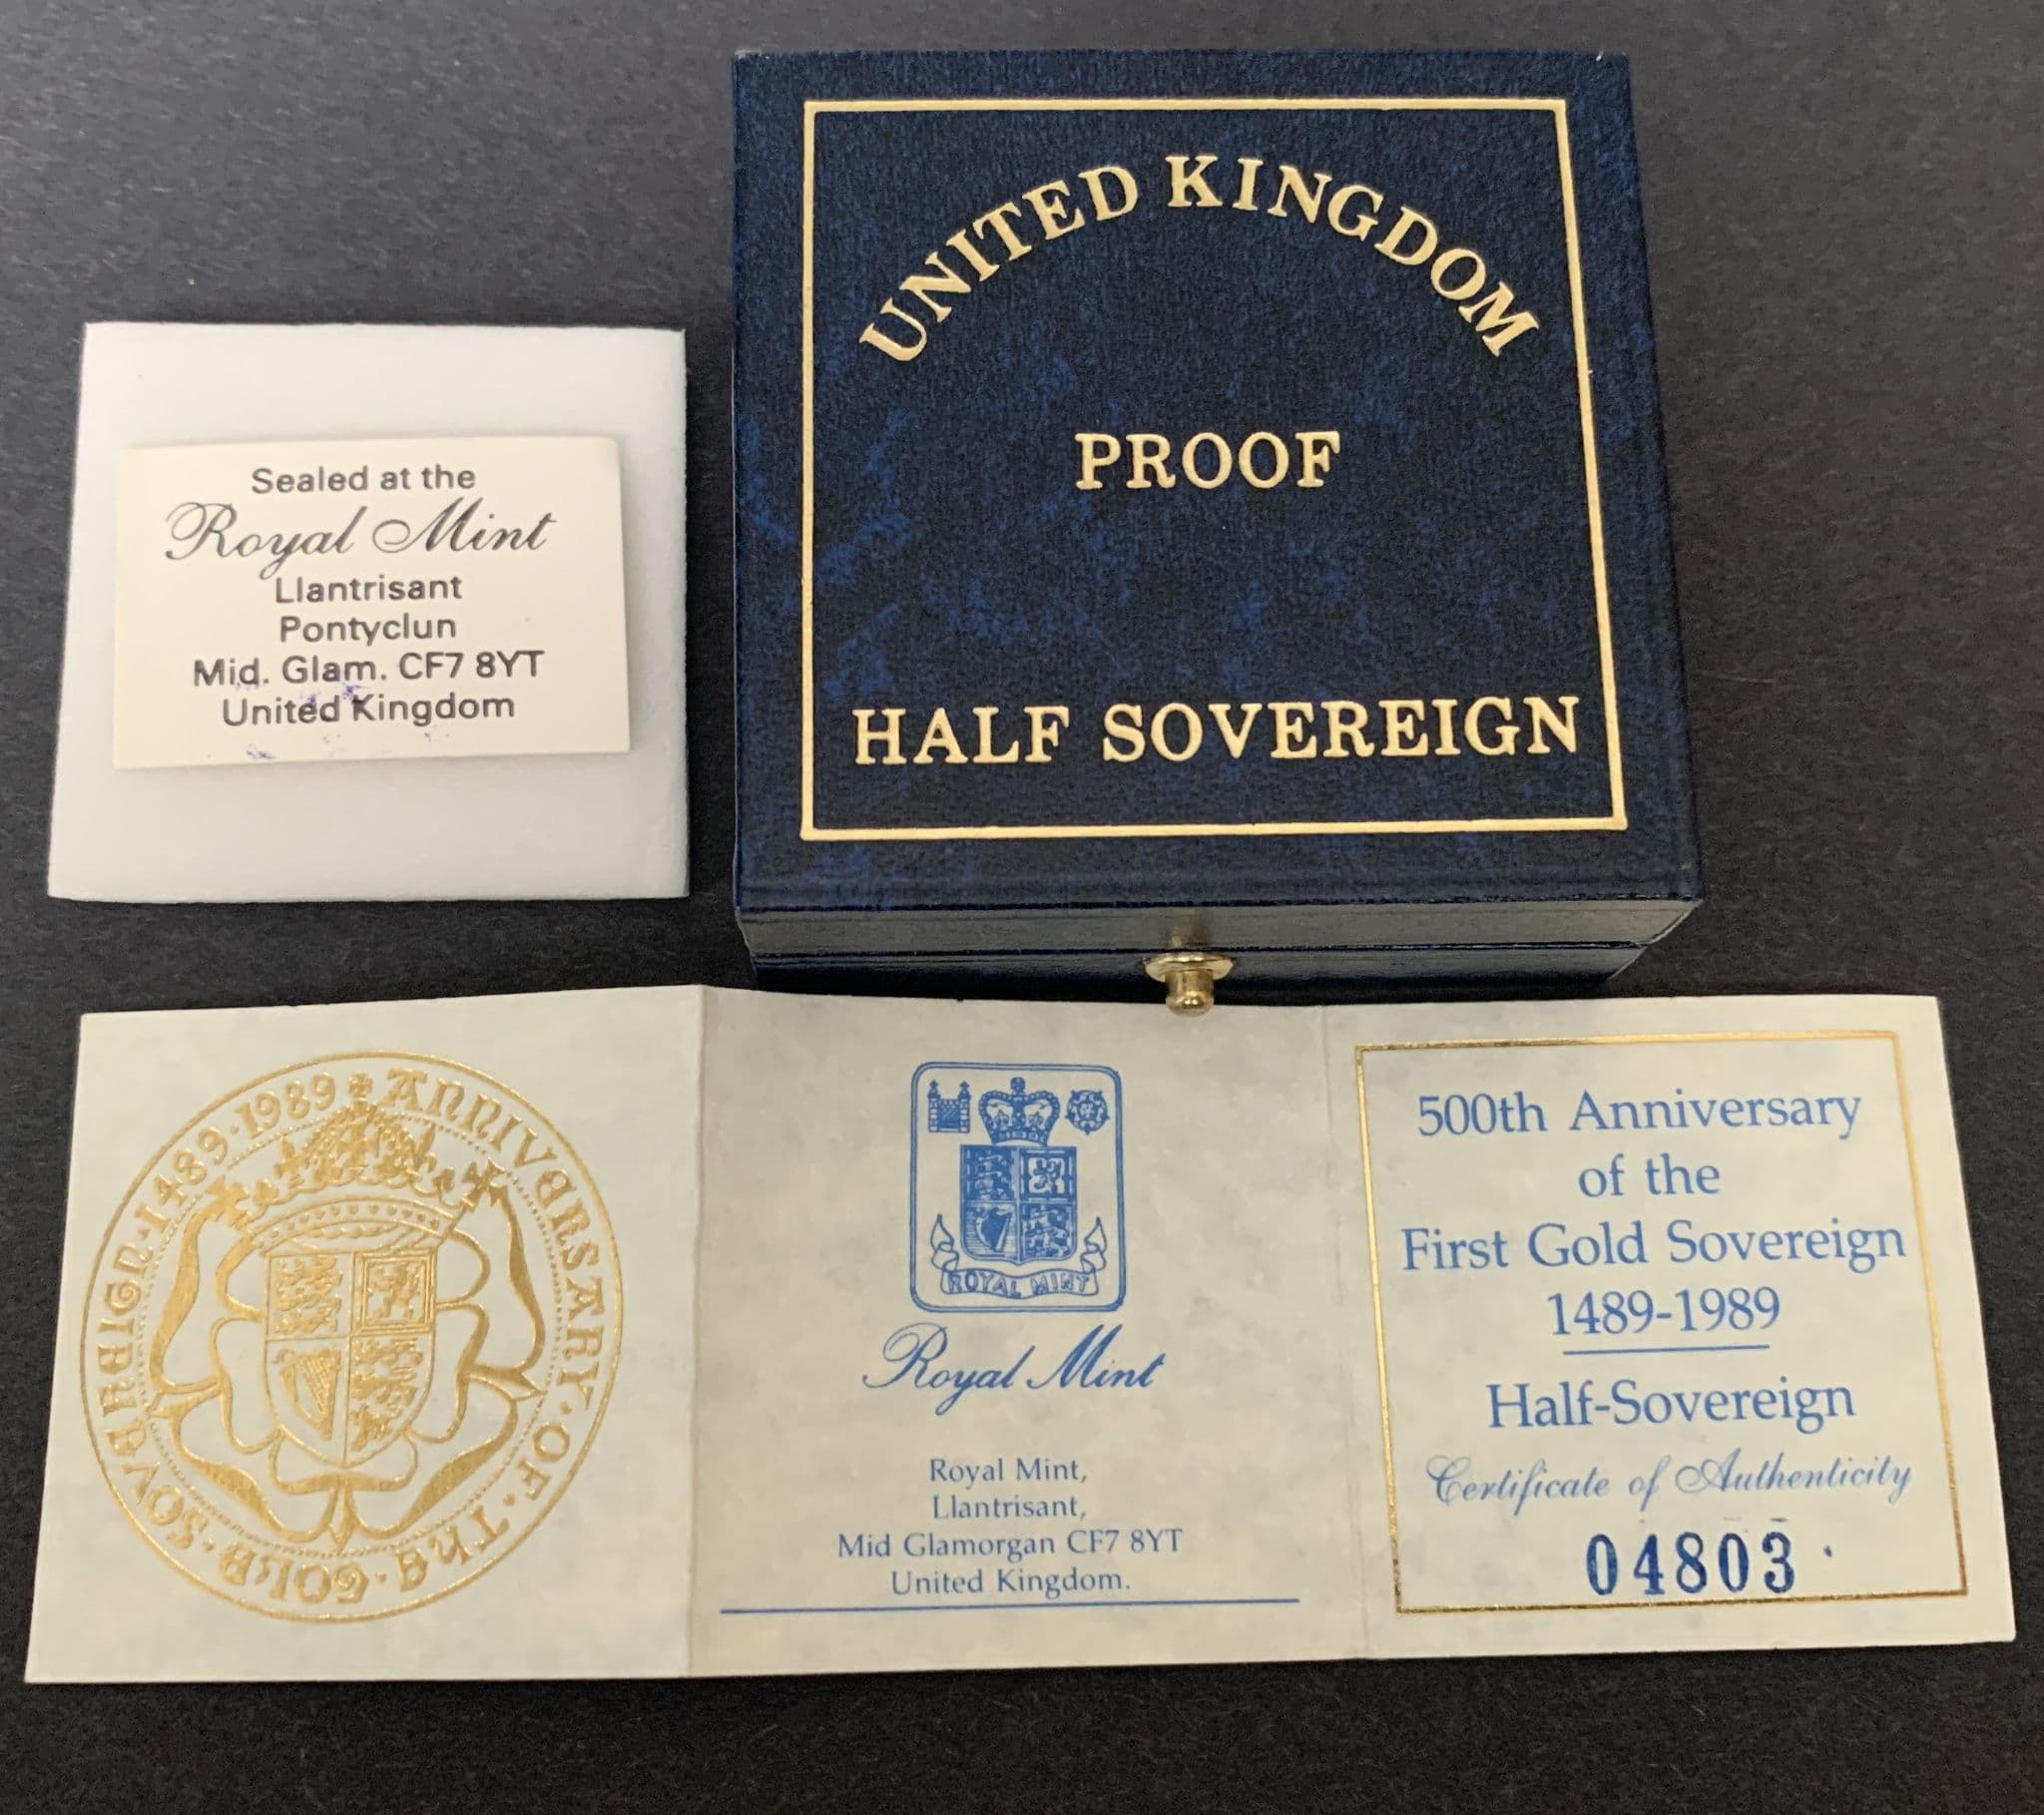 UNITED KINGDOM
PROOF
HALF SOVEREIGN
Sealed at the
Royal Mint
Llantrisant
Pontyclun
Mid. Glam. CF7 8YT
United Kingdom
ANNIVERSARY·OF·THE·GOLD·SOVEREIGN·1489·1989
ROYAL MINT
Royal Mint
Royal Mint,
Llantrisant,
Mid Glamorgan CF7 8YT
United Kingdom.
500th Anniversary
of the
First Gold Sovereign
1489-1989
Half-Sovereign
Certificate of Authenticity
04803